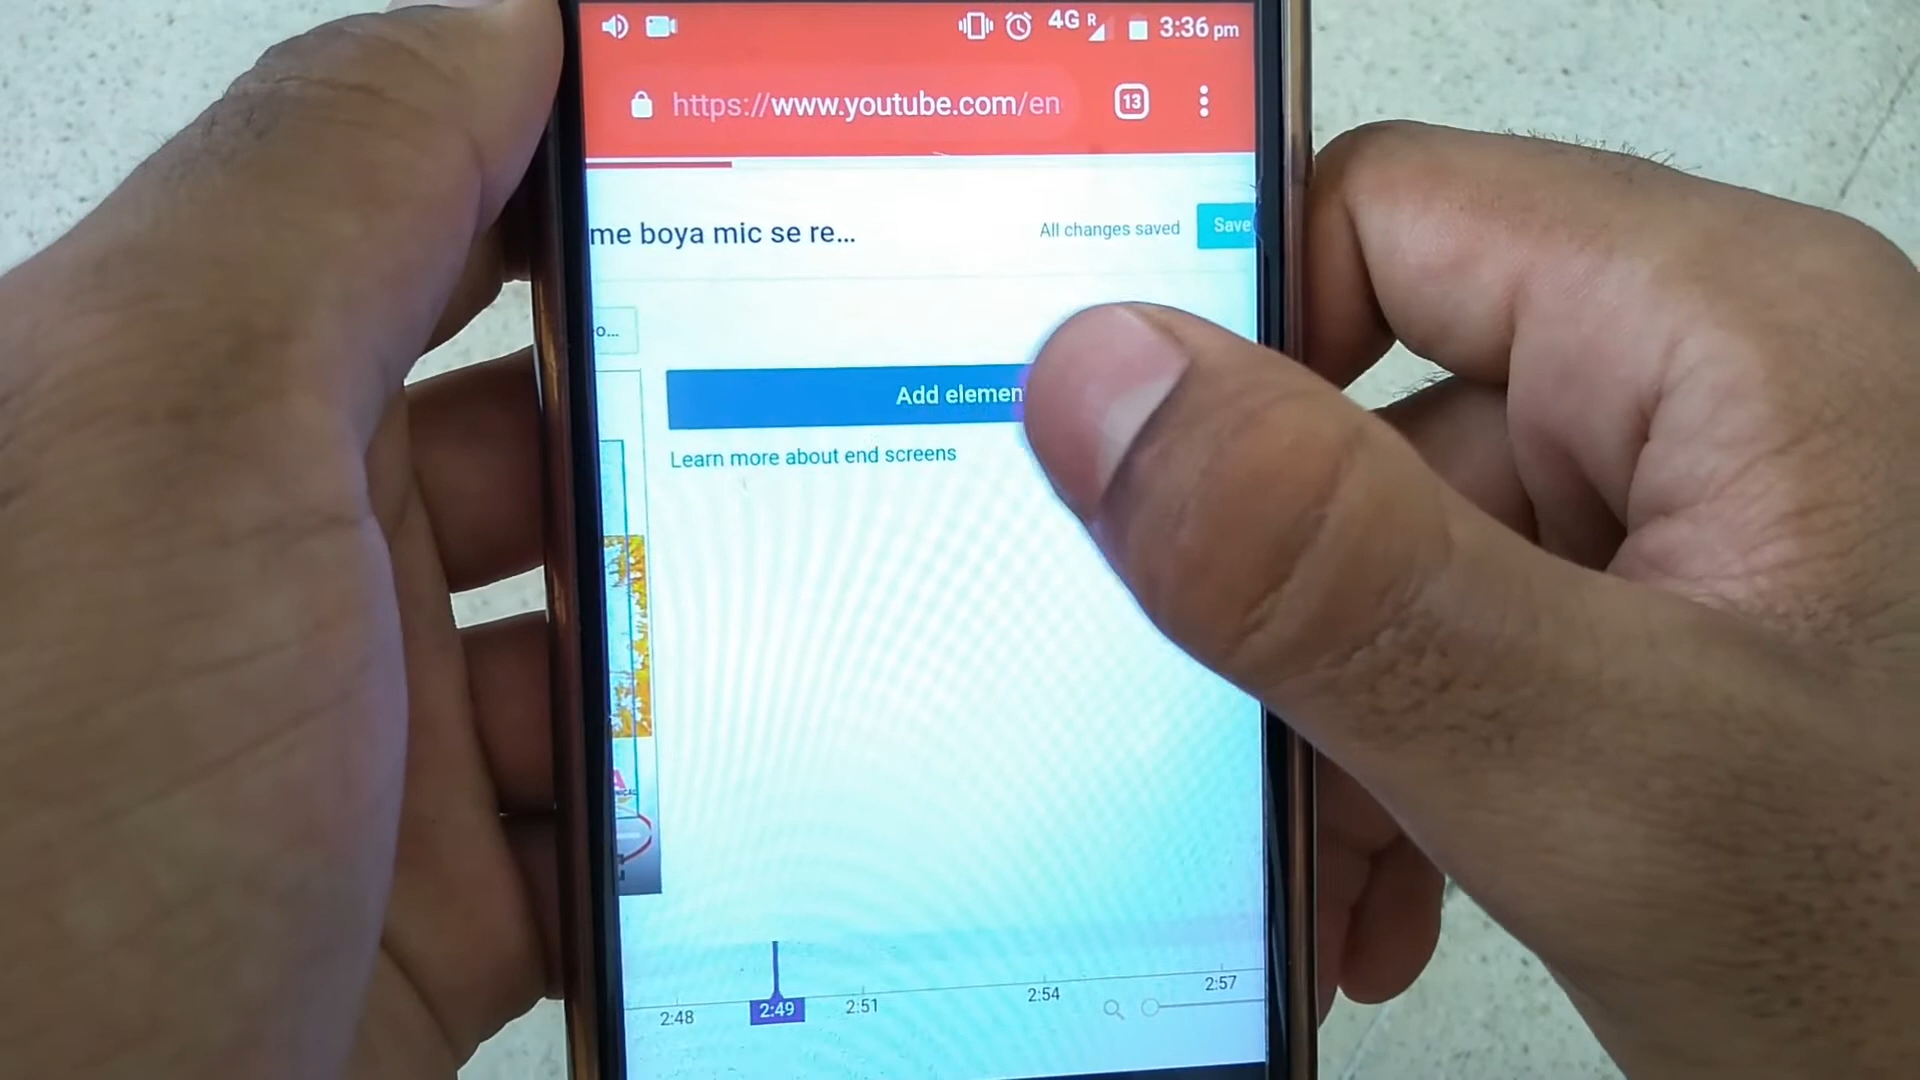 4G R 3:36 pm
https://www.youtube.com/en 13
me boya mic se re...
All changes saved
Save
o...
Add elemen
Learn more about end screens
A
2:48 2:49 2:51 2:54 2:57